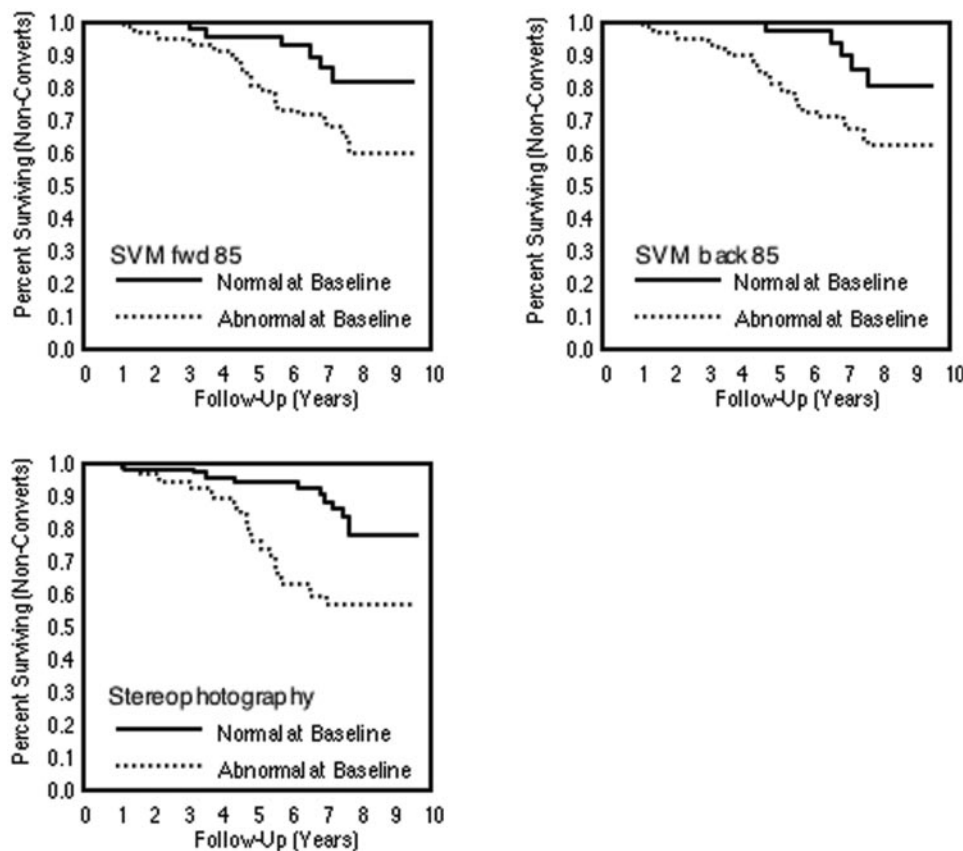 Percent Surviving (Non-Converts)
1.0
0.9
0.8
0.7
0.6
0.5
0.4
0.3
0.2
0.1
0.0
SVM fwd 85
Normal at Baseline
Abnormal at Baseline
0 1 2 3 4 5 6 7 8 9 10
Follow-Up (Years)
Percent Surviving (Non-Converts)
1.0
0.9
0.8
0.7
0.6
0.5
0.4
0.3
0.2
0.1
0.0
SVM back 85
Normal at Baseline
Abnormal at Baseline
0 1 2 3 4 5 6 7 8 9 10
Follow-Up (Years)
Percent Surviving (Non-Converts)
1.0
0.9
0.8
0.7
0.6
0.5
0.4
0.3
0.2
0.1
0.0
Stereophotography
Normal at Baseline
Abnormal at Baseline
0 1 2 3 4 5 6 7 8 9 10
Follow-Up (Years)